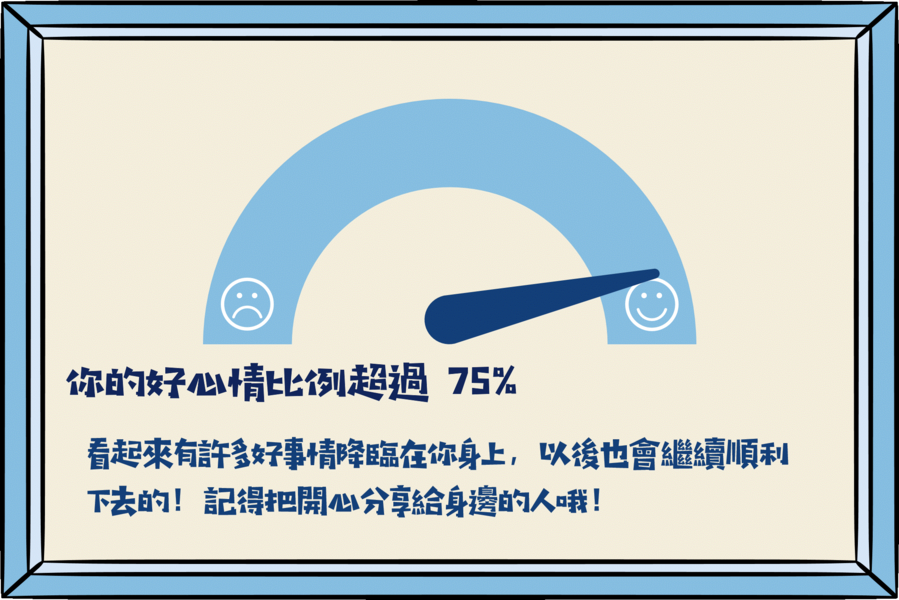 你的好心情比例超過 75%
看起來有許多好事情降臨在你身上，以後也會繼續順利
下去的！記得把開心分享給身邊的人哦！